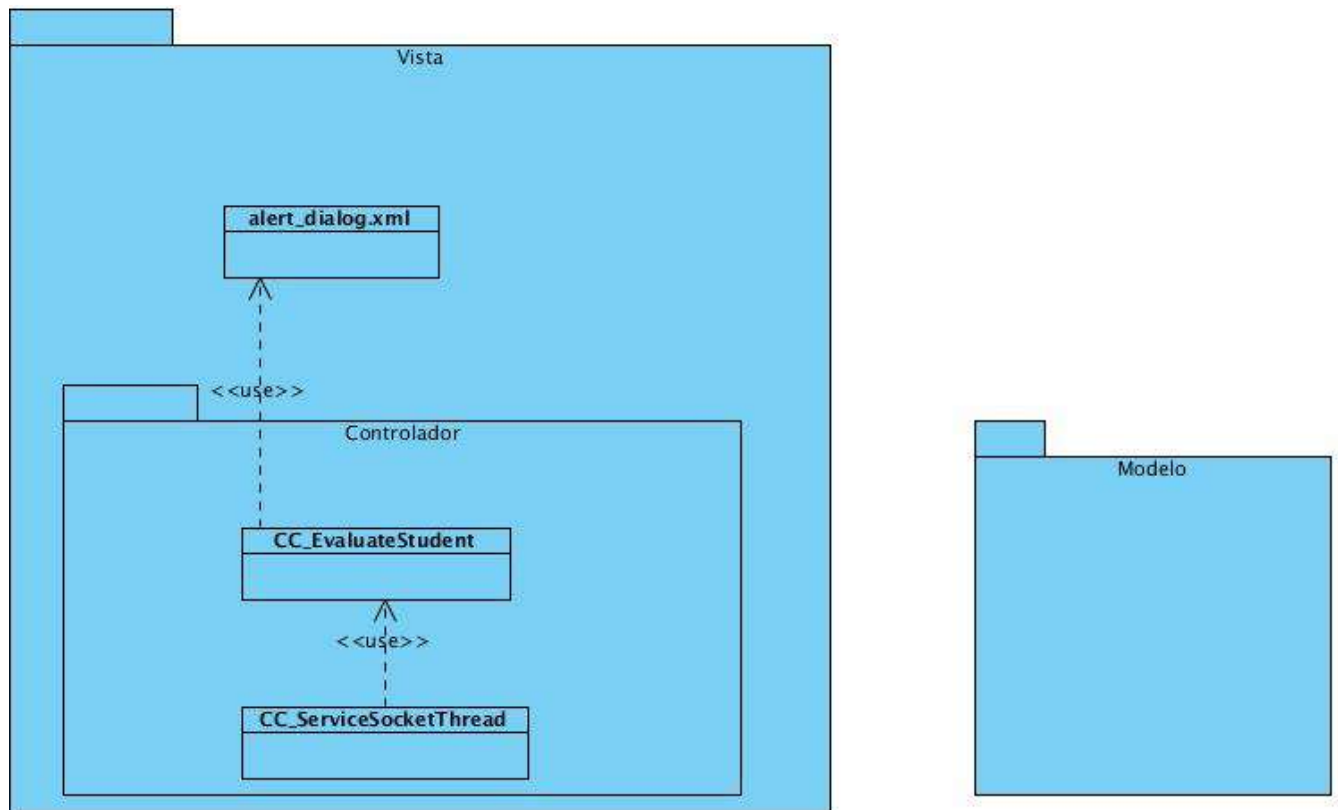 Vista
alert_dialog.xml
<<use>>
Controlador
Modelo
CC_EvaluateStudent
<<use>>
CC_ServiceSocketThread